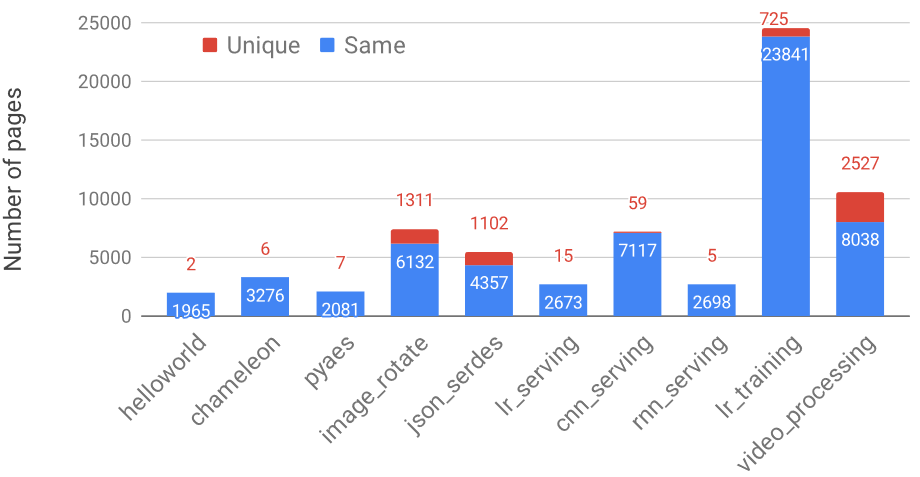 25000
20000
15000
10000
5000
0
Number of pages
Unique Same
2
1965
6
3276
7
2081
1311
6132
1102
4357
15
2673
59
7117
5
2698
725
23841
2527
8038
helloworld
chameleon
pyaes
image_rotate
json_serdes
lr_serving
cnn_serving
rnn_serving
lr_training
video_processing